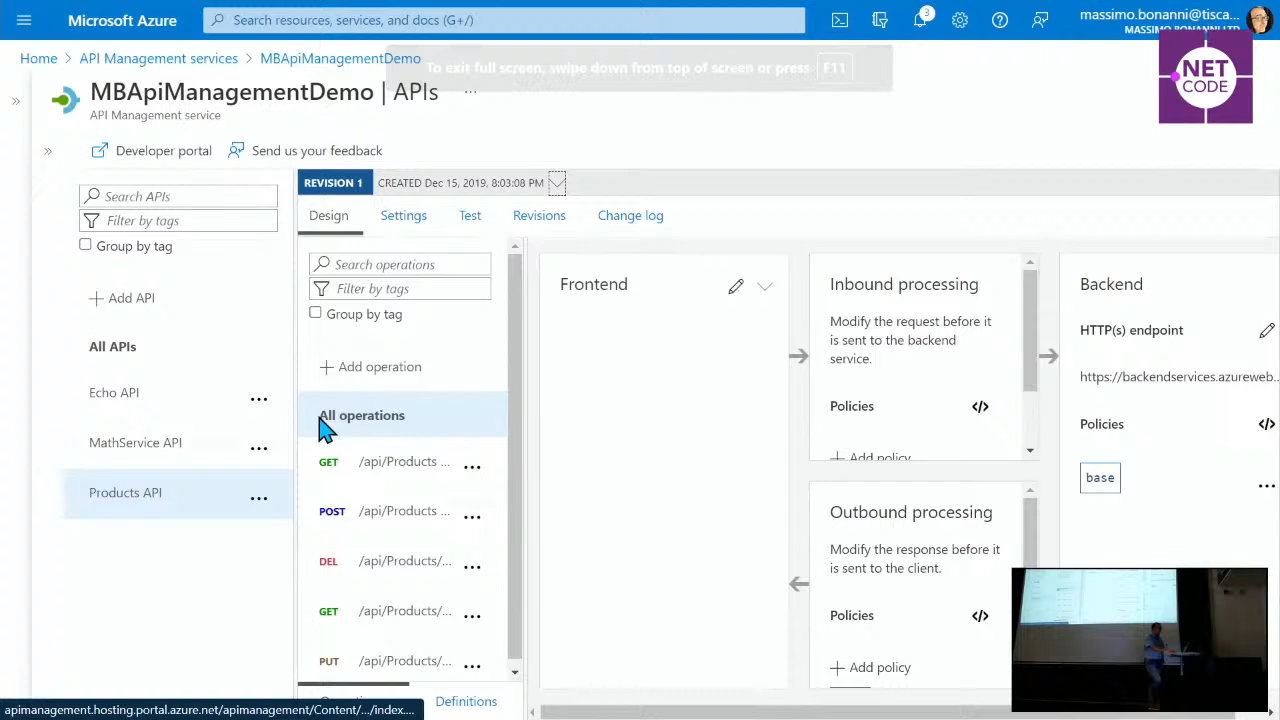 Microsoft Azure
Search resources, services, and docs (G+/)
3
massimo.bonanni@tisca...
MASSIMO BONANNI LTD
Home > API Management services > MBApiManagementDemo
To exit full screen, swipe down from top of screen or press F11
NET
CODE
MBApiManagementDemo | APIs ...
API Management service
Developer portal
Send us your feedback
Search APIs
Filter by tags
Group by tag
Add API
All APIs
Echo API
MathService API
Products API
REVISION 1
CREATED Dec 15, 2019, 8:03:08 PM
Design
Settings
Test
Revisions
Change log
Search operations
Filter by tags
Group by tag
Add operation
All operations
GET /api/Products ...
POST /api/Products ...
DEL /api/Products/...
GET /api/Products/...
PUT /api/Products/...
Definitions
Frontend
Inbound processing
Modify the request before it
is sent to the backend
service.
Policies </>
+ Add policy
Outbound processing
Modify the response before it
is sent to the client.
Policies </>
+ Add policy
Backend
HTTP(s) endpoint
https://backendservices.azureweb...
Policies </>
base
apimanagement.hosting.portal.azure.net/apimanagement/Content/.../index....